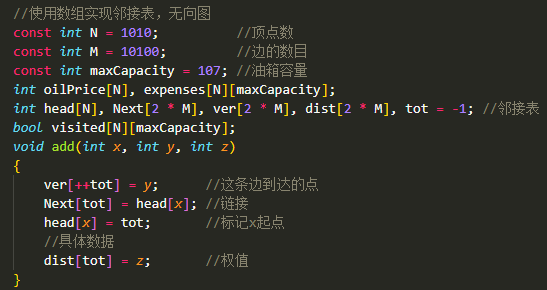 //使用数组实现邻接表，无向图
const int N = 1010;           //顶点数
const int M = 10100;          //边的数目
const int maxCapacity = 107; //油箱容量
int oilPrice[N], expenses[N][maxCapacity];
int head[N], Next[2 * M], ver[2 * M], dist[2 * M], tot = -1; //邻接表
bool visited[N][maxCapacity];
void add(int x, int y, int z)
{
    ver[++tot] = y;      //这条边到达的点
    Next[tot] = head[x]; //链接
    head[x] = tot;       //标记x起点
    //具体数据
    dist[tot] = z;       //权值
}